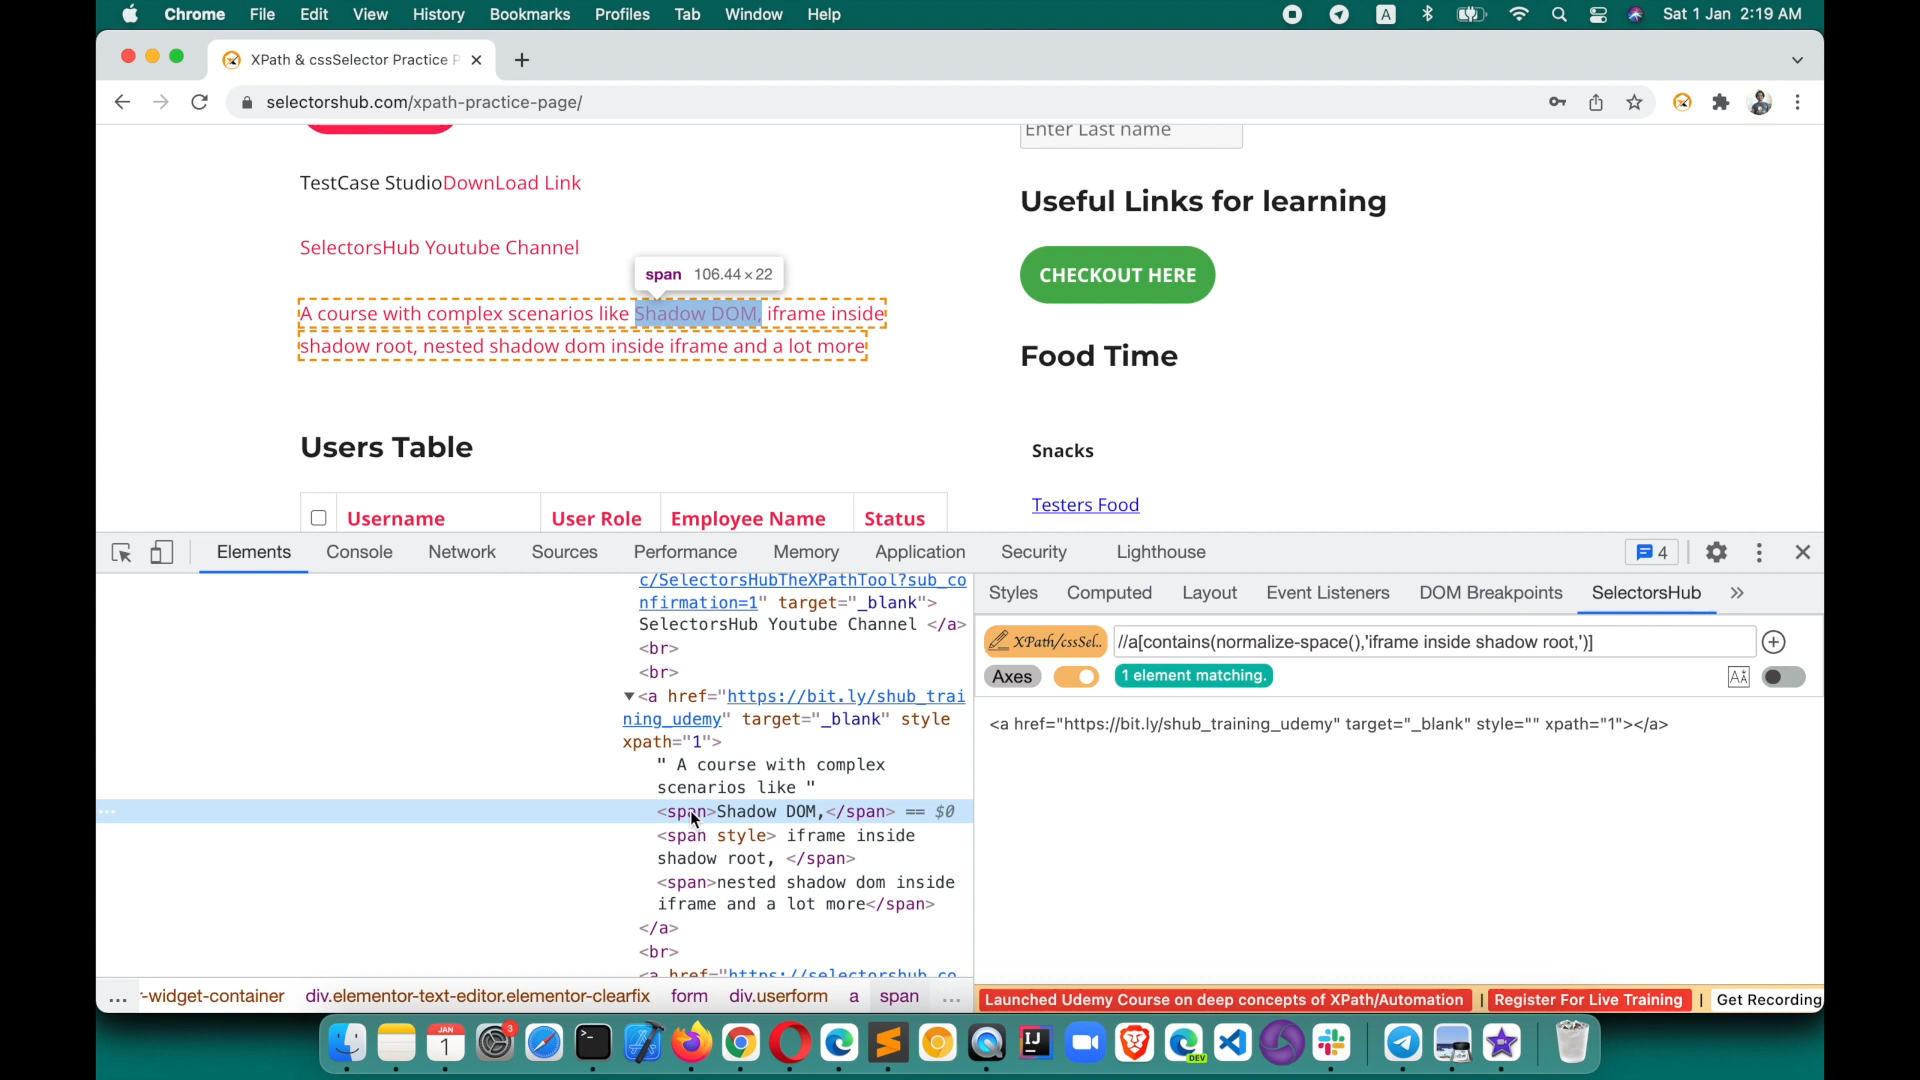 Chrome File Edit View History Bookmarks Profiles Tab Window Help
A
Sat 1 Jan 2:19 AM
XPath & cssSelector Practice P
selectorshub.com/xpath-practice-page/
Enter Last name
TestCase StudioDownLoad Link
SelectorsHub Youtube Channel
span 106.44×22
A course with complex scenarios like Shadow DOM, iframe inside
shadow root, nested shadow dom inside iframe and a lot more
Users Table
Username User Role Employee Name Status
Useful Links for learning
CHECKOUT HERE
Food Time
Snacks
Testers Food
Elements Console Network Sources Performance Memory Application Security Lighthouse
4
c/SelectorsHubTheXPathTool?sub_co
nfirmation=1" target="_blank">
SelectorsHub Youtube Channel </a>
<br>
<br>
▼<a href="https://bit.ly/shub_trai
ning_udemy" target="_blank" style
xpath="1">
" A course with complex
scenarios like "
… <span>Shadow DOM,</span> == $0
<span style> iframe inside
shadow root, </span>
<span>nested shadow dom inside
iframe and a lot more</span>
</a>
<br>
<a href="https://selectorshub.co
… -widget-container div.elementor-text-editor.elementor-clearfix form div.userform a span …
Styles Computed Layout Event Listeners DOM Breakpoints SelectorsHub »
XPath/cssSel..
//a[contains(normalize-space(),'iframe inside shadow root,')]
Axes
1 element matching.
<a href="https://bit.ly/shub_training_udemy" target="_blank" style="" xpath="1"></a>
Launched Udemy Course on deep concepts of XPath/Automation | Register For Live Training | Get Recording
JAN
1
3
IJ
DEV